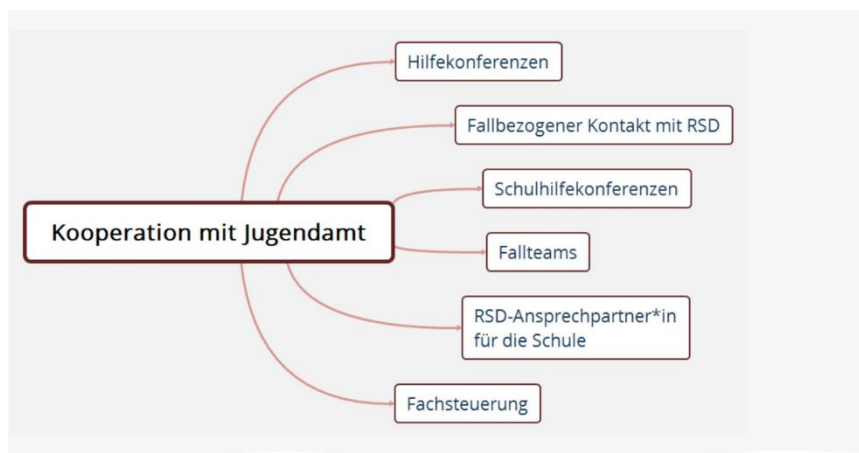 Hilfekonferenzen
Fallbezogener Kontakt mit RSD
Schulhilfekonferenzen
Kooperation mit Jugendamt
Fallteams
RSD-Ansprechpartner*in
für die Schule
Fachsteuerung